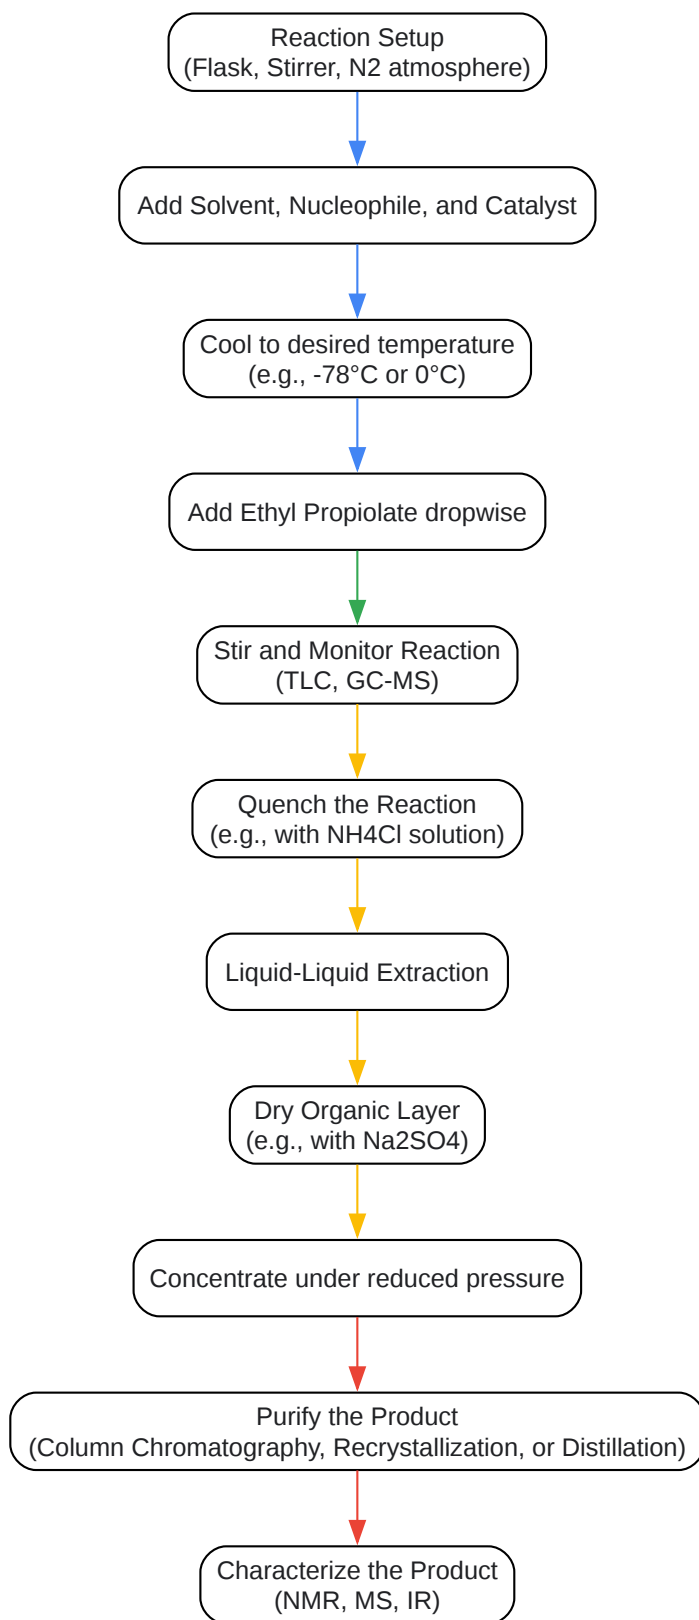 Reaction Setup
(Flask, Stirrer, N2 atmosphere)
Add Solvent, Nucleophile, and Catalyst
Cool to desired temperature
(e.g., -78°C or 0°C)
Add Ethyl Propiolate dropwise
Stir and Monitor Reaction
(TLC, GC-MS)
Quench the Reaction
(e.g., with NH4Cl solution)
Liquid-Liquid Extraction
Dry Organic Layer
(e.g., with Na2SO4)
Concentrate under reduced pressure
Purify the Product
(Column Chromatography, Recrystallization, or Distillation)
Characterize the Product
(NMR, MS, IR)